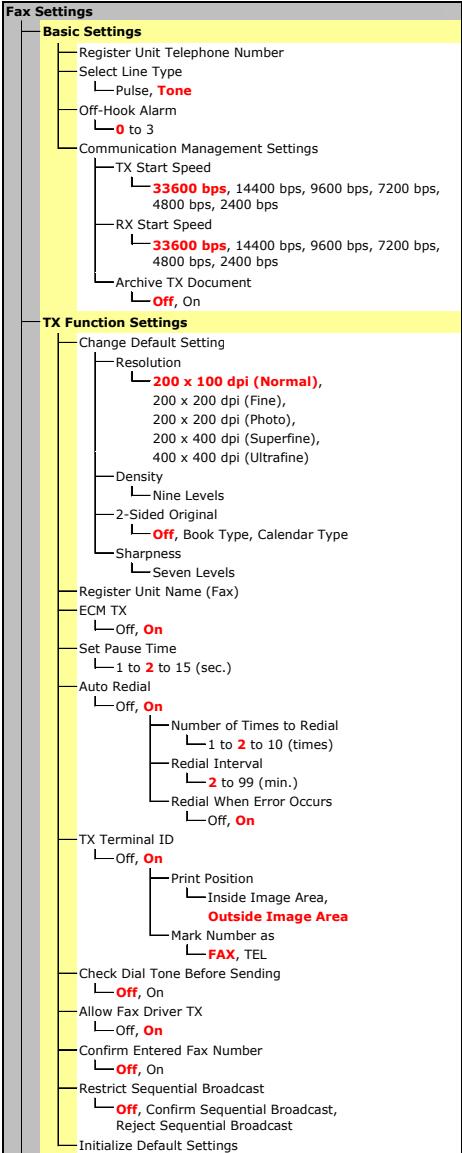 Fax Settings
Basic Settings
Register Unit Telephone Number
Select Line Type
Pulse, Tone
Off-Hook Alarm
0 to 3
Communication Management Settings
TX Start Speed
33600 bps, 14400 bps, 9600 bps, 7200 bps,
4800 bps, 2400 bps
RX Start Speed
33600 bps, 14400 bps, 9600 bps, 7200 bps,
4800 bps, 2400 bps
Archive TX Document
Off, On
TX Function Settings
Change Default Setting
Resolution
200 x 100 dpi (Normal),
200 x 200 dpi (Fine),
200 x 200 dpi (Photo),
200 x 400 dpi (Superfine),
400 x 400 dpi (Ultrafine)
Density
Nine Levels
2-Sided Original
Off, Book Type, Calendar Type
Sharpness
Seven Levels
Register Unit Name (Fax)
ECM TX
Off, On
Set Pause Time
1 to 2 to 15 (sec.)
Auto Redial
Off, On
Number of Times to Redial
1 to 2 to 10 (times)
Redial Interval
2 to 99 (min.)
Redial When Error Occurs
Off, On
TX Terminal ID
Off, On
Print Position
Inside Image Area,
Outside Image Area
Mark Number as
FAX, TEL
Check Dial Tone Before Sending
Off, On
Allow Fax Driver TX
Off, On
Confirm Entered Fax Number
Off, On
Restrict Sequential Broadcast
Off, Confirm Sequential Broadcast,
Reject Sequential Broadcast
Initialize Default Settings